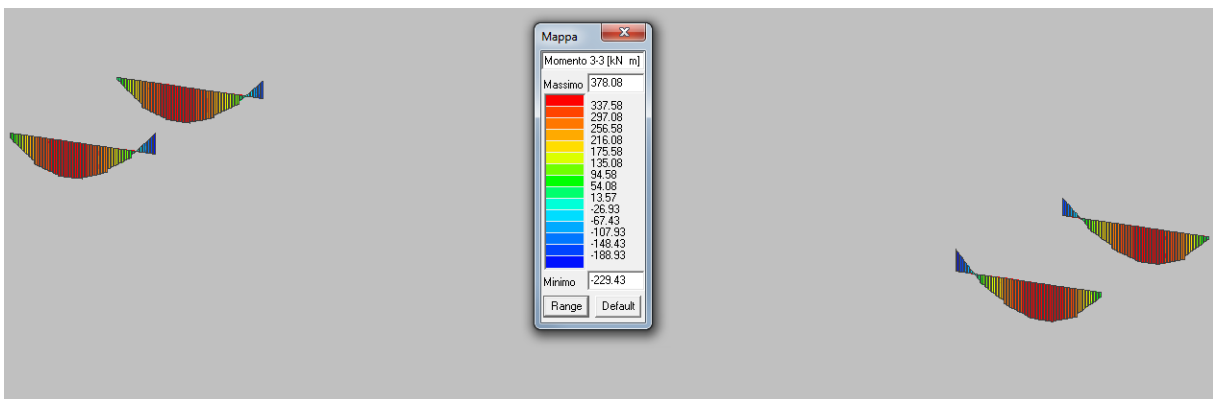 Mappa
Momento 3-3 [kN m]
Massimo 378.08
337.58
297.08
256.58
216.08
175.58
135.08
94.58
54.08
13.57
-26.93
-67.43
-107.93
-148.43
-188.93
Minimo -229.43
Range Default